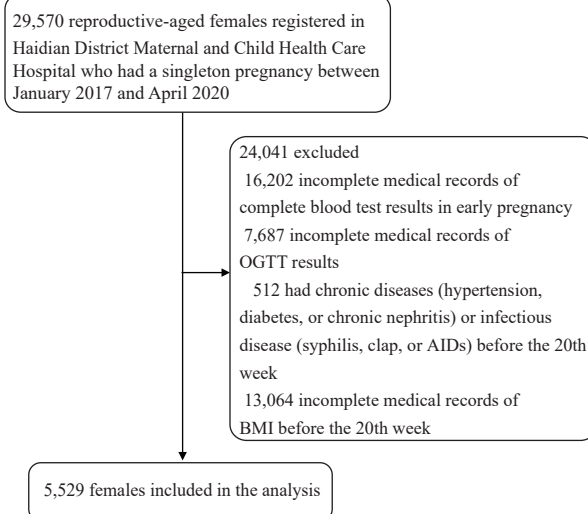 29,570 reproductive-aged females registered in
Haidian District Maternal and Child Health Care
Hospital who had a singleton pregnancy between
January 2017 and April 2020
24,041 excluded
16,202 incomplete medical records of
complete blood test results in early pregnancy
7,687 incomplete medical records of
OGTT results
512 had chronic diseases (hypertension,
diabetes, or chronic nephritis) or infectious
disease (syphilis, clap, or AIDs) before the 20th
week
13,064 incomplete medical records of
BMI before the 20th week
5,529 females included in the analysis